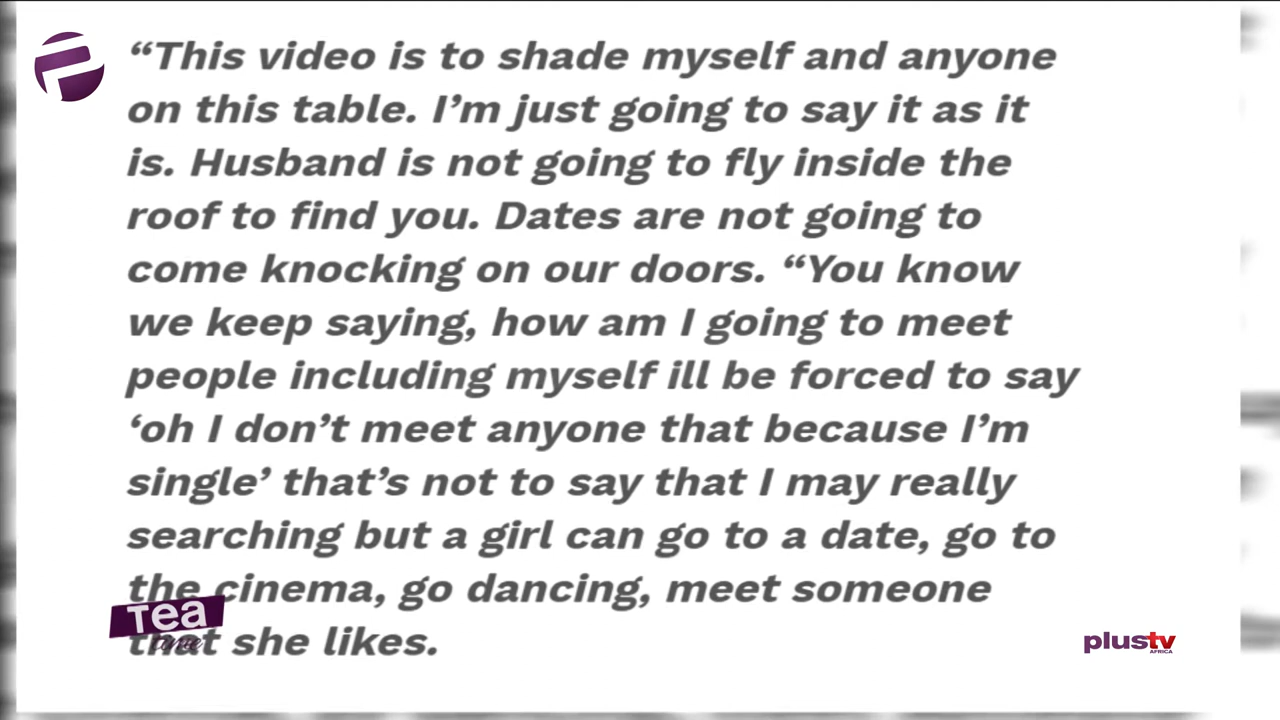 “This video is to shade myself and anyone
on this table. I’m just going to say it as it
is. Husband is not going to fly inside the
roof to find you. Dates are not going to
come knocking on our doors. “You know
we keep saying, how am I going to meet
people including myself ill be forced to say
‘oh I don’t meet anyone that because I’m
single’ that’s not to say that I may really
searching but a girl can go to a date, go to
the cinema, go dancing, meet someone
that she likes.
Tea
time
plustv
AFRICA